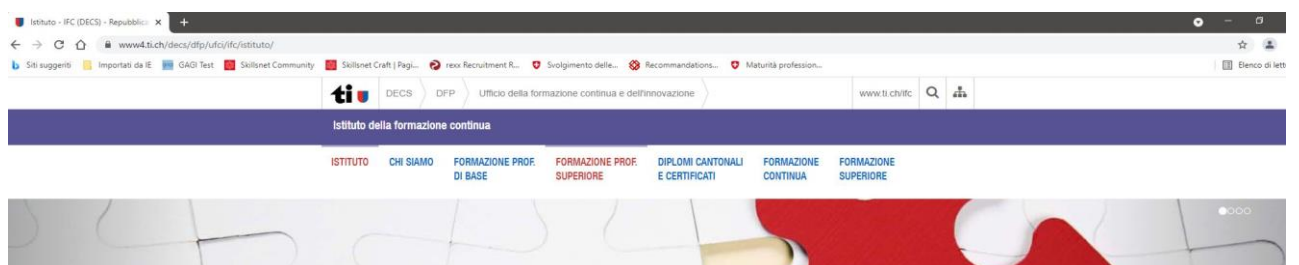 Istituto - IFC (DECS) - Repubblic
www4.ti.ch/decs/dfp/ufci/ifc/istituto/
Siti suggeriti Importati da IE GAGI Test Skillsnet Community Skillsnet Craft | Pagi... rexx Recruitment R... Svolgimento delle... Recommandations... Maturità profession... Elenco di lett
ti DECS DFP Ufficio della formazione continua e dell'innovazione www.ti.ch/ifc
Istituto della formazione continua
ISTITUTO CHI SIAMO FORMAZIONE PROF. FORMAZIONE PROF. DIPLOMI CANTONALI FORMAZIONE FORMAZIONE
DI BASE SUPERIORE E CERTIFICATI CONTINUA SUPERIORE